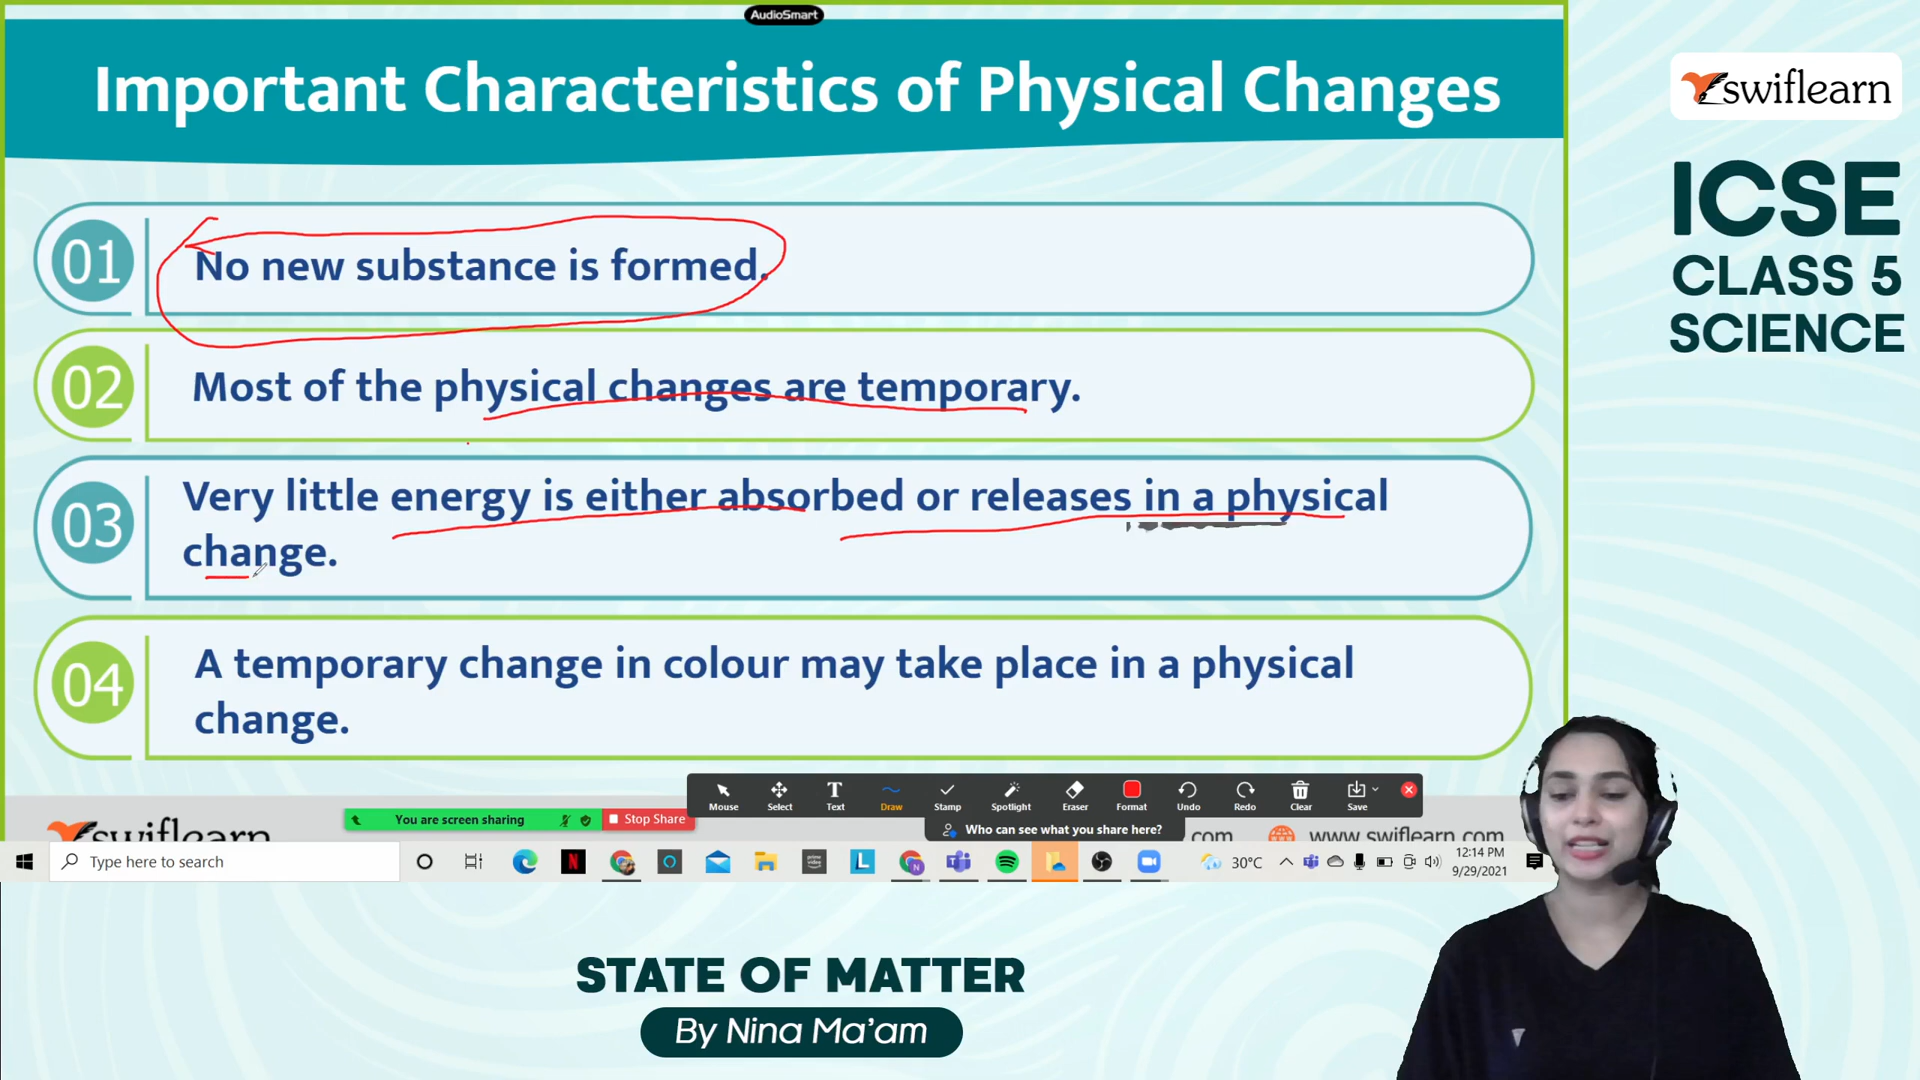 AudioSmart
Important Characteristics of Physical Changes
swiflearn
ICSE
CLASS 5
SCIENCE
01
No new substance is formed.
02
Most of the physical changes are temporary.
03
Very little energy is either absorbed or releases in a physical
change.
04
A temporary change in colour may take place in a physical
change.
Mouse
Select
Text
Draw
Stamp
Spotlight
Eraser
Format
Undo
Redo
Clear
Save
You are screen sharing
Stop Share
Who can see what you share here?
swiflearn
com
www.swiflearn.com
Type here to search
30°C
12:14 PM
9/29/2021
STATE OF MATTER
By Nina Ma'am